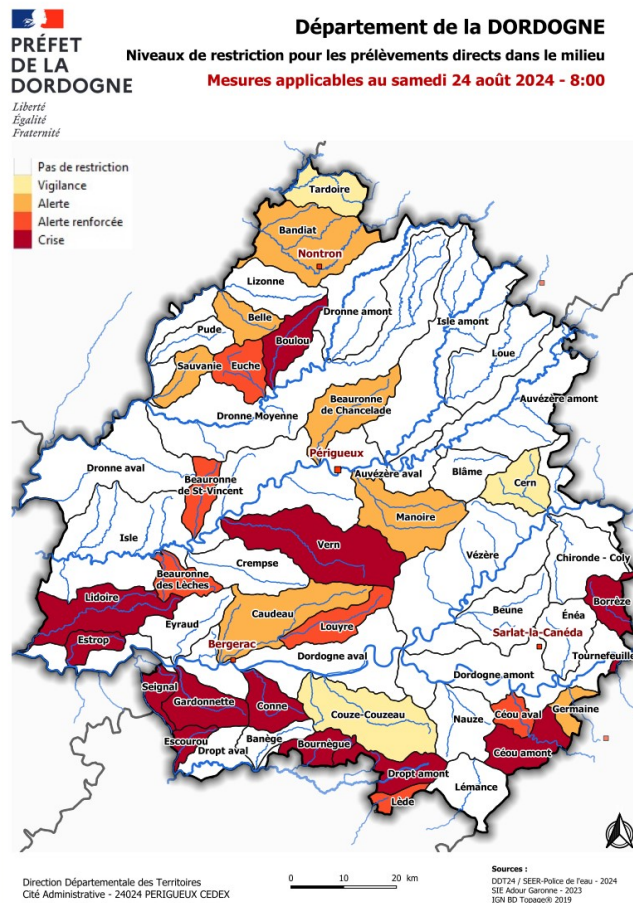 PRÉFET
DE LA
DORDOGNE
Liberté
Égalité
Fraternité
Département de la DORDOGNE
Niveaux de restriction pour les prélèvements directs dans le milieu
Mesures applicables au samedi 24 août 2024 - 8:00
Pas de restriction
Vigilance
Alerte
Alerte renforcée
Crise
Tardoire
Bandiat
Nontron
Lizonne
Belle
Dronne amont
Pude
Boulou
Isle amont
Sauvanie
Euche
Loue
Beauronne
de Chancelade
Auvézère amont
Dronne Moyenne
Périgueux
Dronne aval
Beauronne
de St-Vincent
Auvézère aval
Blâme
Cern
Isle
Manoire
Vern
Vézère
Chironde - Coly
Crempse
Beauronne
des Lèches
Lidoire
Borrèze
Caudeau
Beune
Énéa
Eyraud
Louyre
Estrop
Bergerac
Sarlat-la-Canéda
Dordogne aval
Tournefeuille
Dordogne amont
Seignal
Gardonnette
Conne
Couze-Couzeau
Nauze
Céou aval
Germaine
Escourou
Banège
Dropt aval
Bournègue
Céou amont
Dropt amont
Lède
Lémance
0 10 20 km
Direction Départementale des Territoires
Cité Administrative - 24024 PERIGUEUX CEDEX
Sources :
DDT24 / SEER-Police de l'eau - 2024
SIE Adour Garonne - 2023
IGN BD Topage® 2019